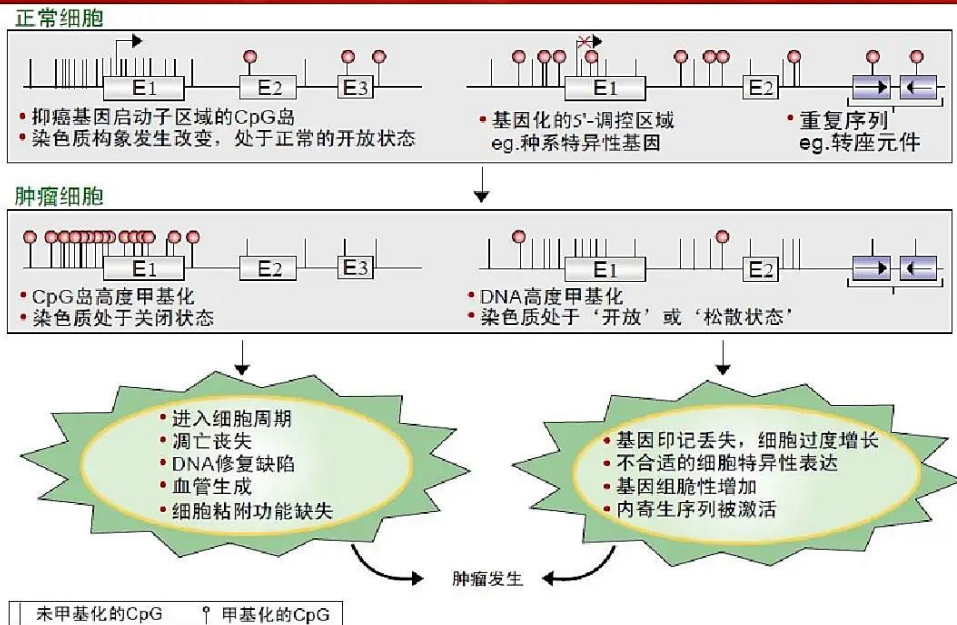 正常细胞
E1
E2
E3
E1
E2
• 抑癌基因启动子区域的CpG岛
• 染色质构象发生改变，处于正常的开放状态
• 基因化的5'-调控区域
eg.种系特异性基因
• 重复序列
eg.转座元件
肿瘤细胞
E1
E2
E3
E1
E2
• CpG岛高度甲基化
• 染色质处于关闭状态
• DNA高度甲基化
• 染色质处于‘开放’或‘松散状态’
• 进入细胞周期
• 凋亡丧失
• DNA修复缺陷
• 血管生成
• 细胞粘附功能缺失
• 基因印记丢失，细胞过度增长
• 不合适的细胞特异性表达
• 基因组脆性增加
• 内寄生序列被激活
肿瘤发生
未甲基化的CpG
甲基化的CpG